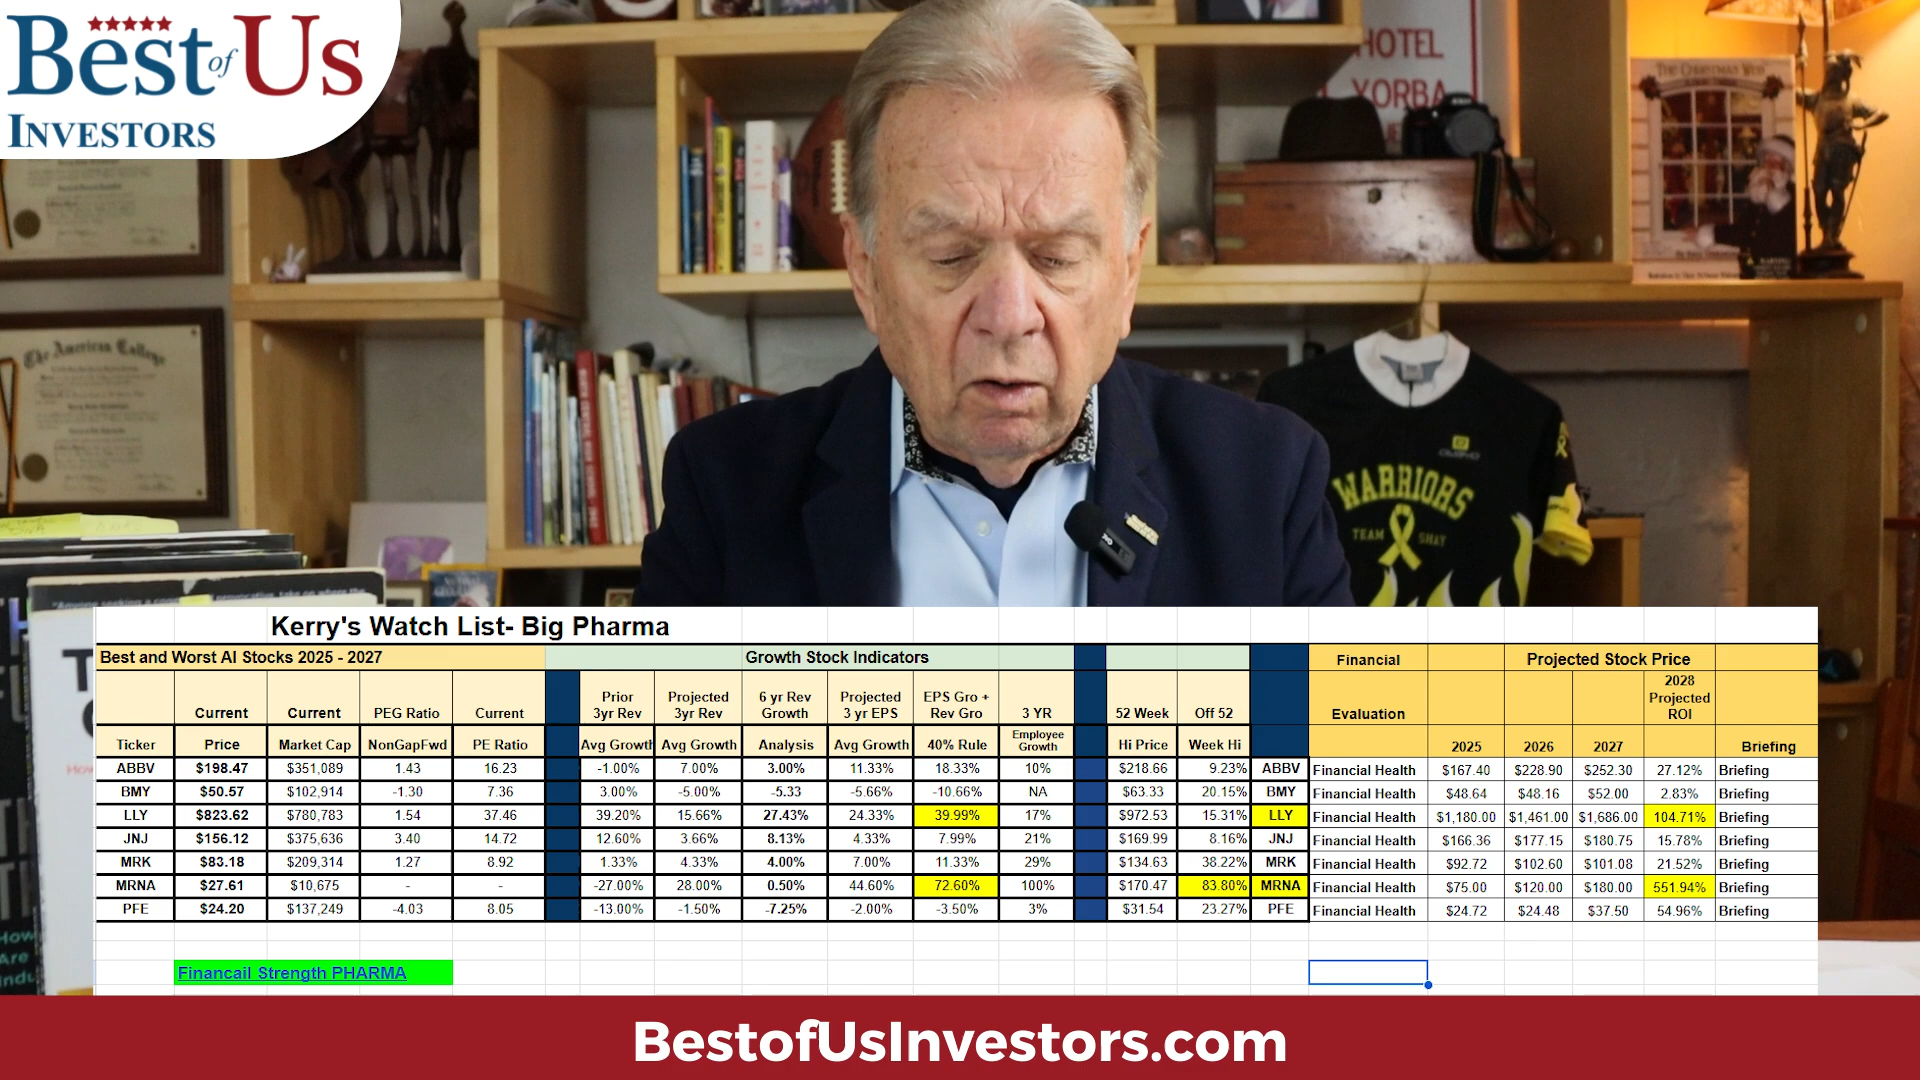 Best of Us
INVESTORS
HOTEL
YORBA
The American College
WARRIORS
TEAM SHAY
Kerry's Watch List- Big Pharma
Best and Worst AI Stocks 2025 - 2027 Growth Stock Indicators Financial Projected Stock Price
Current Current PEG Ratio Current Prior 3yr Rev Projected 3yr Rev 6 yr Rev Growth Projected 3 yr EPS EPS Gro + Rev Gro 3 YR 52 Week Off 52 Evaluation 2028 Projected ROI
Ticker Price Market Cap NonGapFwd PE Ratio Avg Growth Avg Growth Analysis Avg Growth 40% Rule Employee Growth Hi Price Week Hi 2025 2026 2027 Briefing
ABBV $198.47 $351,089 1.43 16.23 -1.00% 7.00% 3.00% 11.33% 18.33% 10% $218.66 9.23% ABBV Financial Health $167.40 $228.90 $252.30 27.12% Briefing
BMY $50.57 $102,914 -1.30 7.36 3.00% -5.00% -5.33 -5.66% -10.66% NA $63.33 20.15% BMY Financial Health $48.64 $48.16 $52.00 2.83% Briefing
LLY $823.62 $780,783 1.54 37.46 39.20% 15.66% 27.43% 24.33% 39.99% 17% $972.53 15.31% LLY Financial Health $1,180.00 $1,461.00 $1,686.00 104.71% Briefing
JNJ $156.12 $375,636 3.40 14.72 12.60% 3.66% 8.13% 4.33% 7.99% 21% $169.99 8.16% JNJ Financial Health $166.36 $177.15 $180.75 15.78% Briefing
MRK $83.18 $209,314 1.27 8.92 1.33% 4.33% 4.00% 7.00% 11.33% 29% $134.63 38.22% MRK Financial Health $92.72 $102.60 $101.08 21.52% Briefing
MRNA $27.61 $10,675 - - -27.00% 28.00% 0.50% 44.60% 72.60% 100% $170.47 83.80% MRNA Financial Health $75.00 $120.00 $180.00 551.94% Briefing
PFE $24.20 $137,249 -4.03 8.05 -13.00% -1.50% -7.25% -2.00% -3.50% 3% $31.54 23.27% PFE Financial Health $24.72 $24.48 $37.50 54.96% Briefing
Financail Strength PHARMA
BestofUsInvestors.com